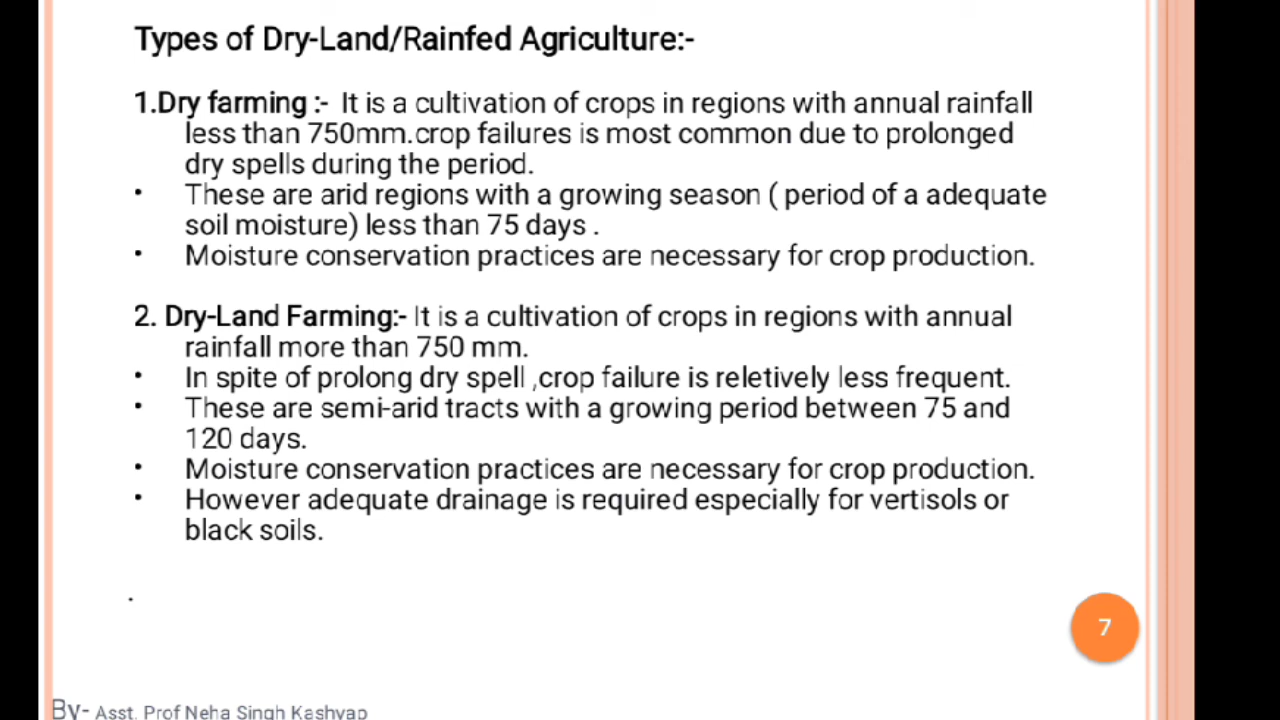 Types of Dry-Land/Rainfed Agriculture:-
1.Dry farming :- It is a cultivation of crops in regions with annual rainfall
less than 750mm.crop failures is most common due to prolonged
dry spells during the period.
• These are arid regions with a growing season ( period of a adequate
soil moisture) less than 75 days .
• Moisture conservation practices are necessary for crop production.
2. Dry-Land Farming:- It is a cultivation of crops in regions with annual
rainfall more than 750 mm.
• In spite of prolong dry spell ,crop failure is reletively less frequent.
• These are semi-arid tracts with a growing period between 75 and
120 days.
• Moisture conservation practices are necessary for crop production.
• However adequate drainage is required especially for vertisols or
black soils.
.
7
By- Asst. Prof Neha Singh Kashyap